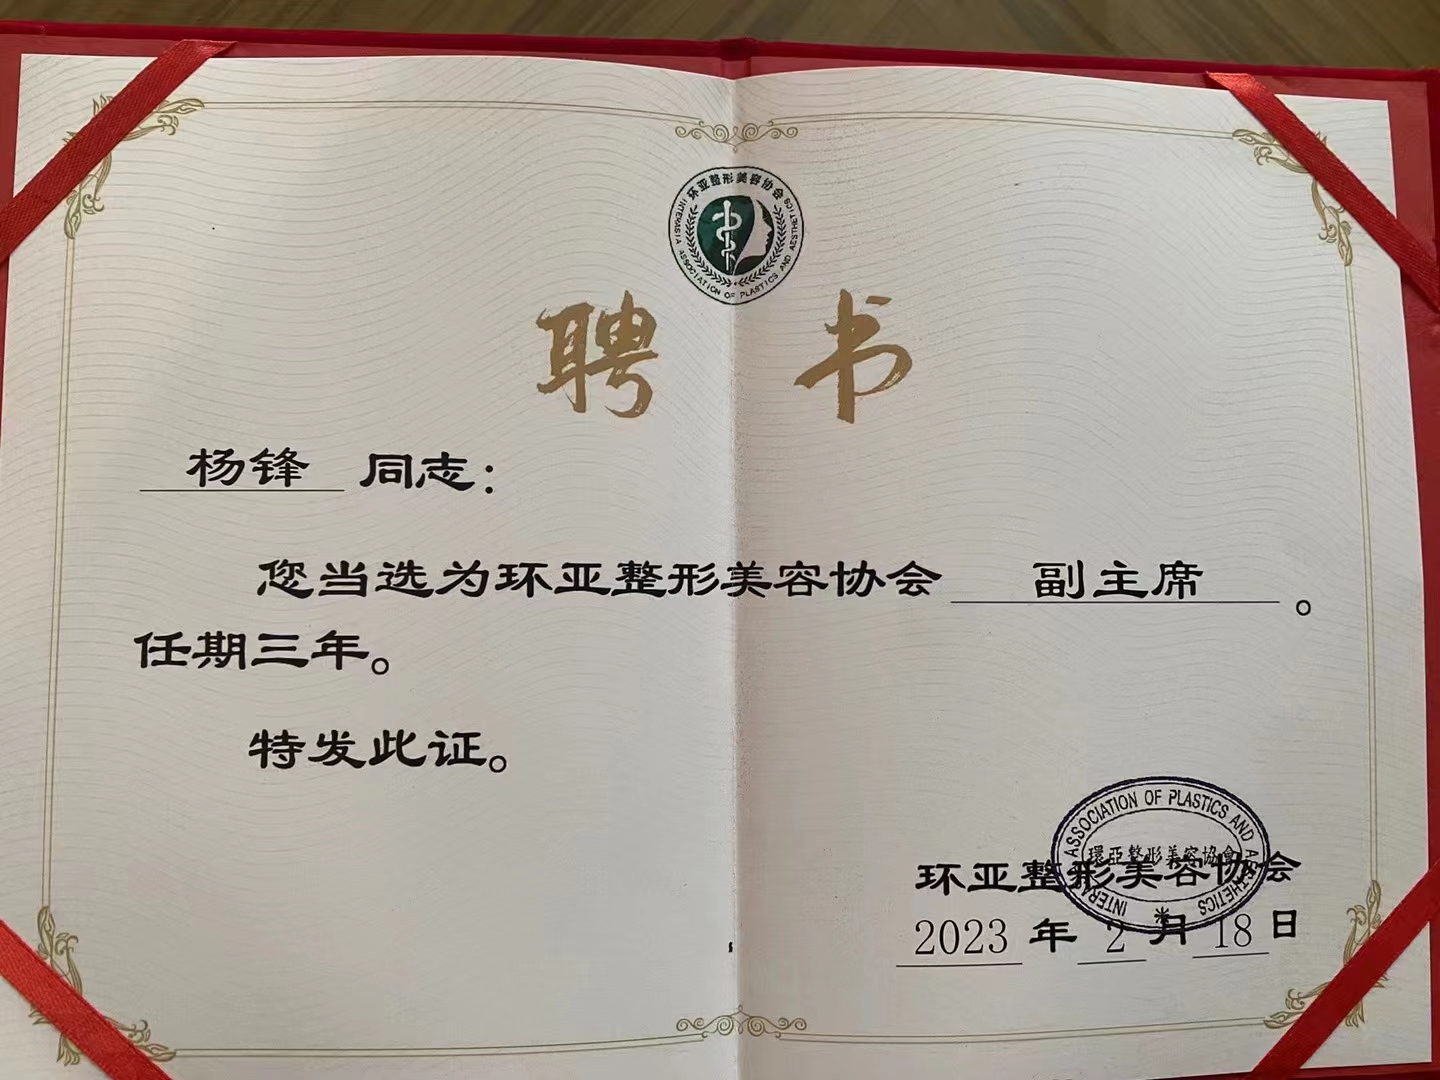 环亚整形美容协会
INTERASIA ASSOCIATION OF PLASTICS AND AESTHETICS
聘书
杨锋 同志：
您当选为环亚整形美容协会 副主席 。
任期三年。
特发此证。
INTERASIA ASSOCIATION OF PLASTICS AND AESTHETICS
環亞整形美容協會
环亚整形美容协会
2023 年 2 月 18 日